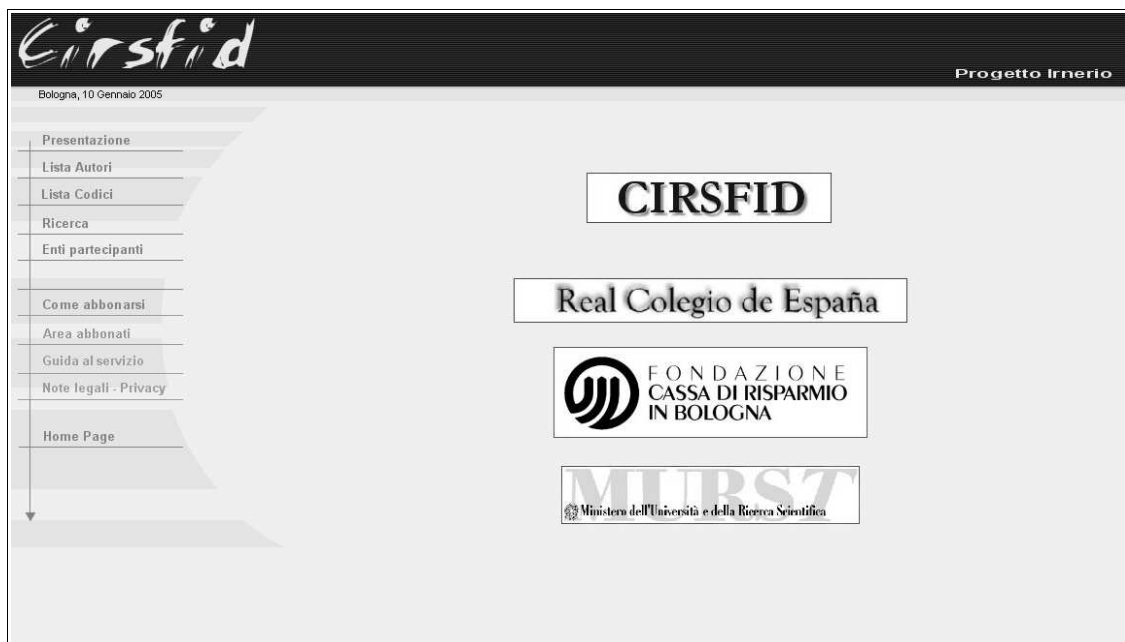 Cirsfid
Progetto Irnerio
Bologna, 10 Gennaio 2005
Presentazione
Lista Autori
Lista Codici
Ricerca
Enti partecipanti
Come abbonarsi
Area abbonati
Guida al servizio
Note legali - Privacy
Home Page
CIRSFID
Real Colegio de España
FONDAZIONE
CASSA DI RISPARMIO
IN BOLOGNA
MURST
Ministero dell'Università e della Ricerca Scientifica